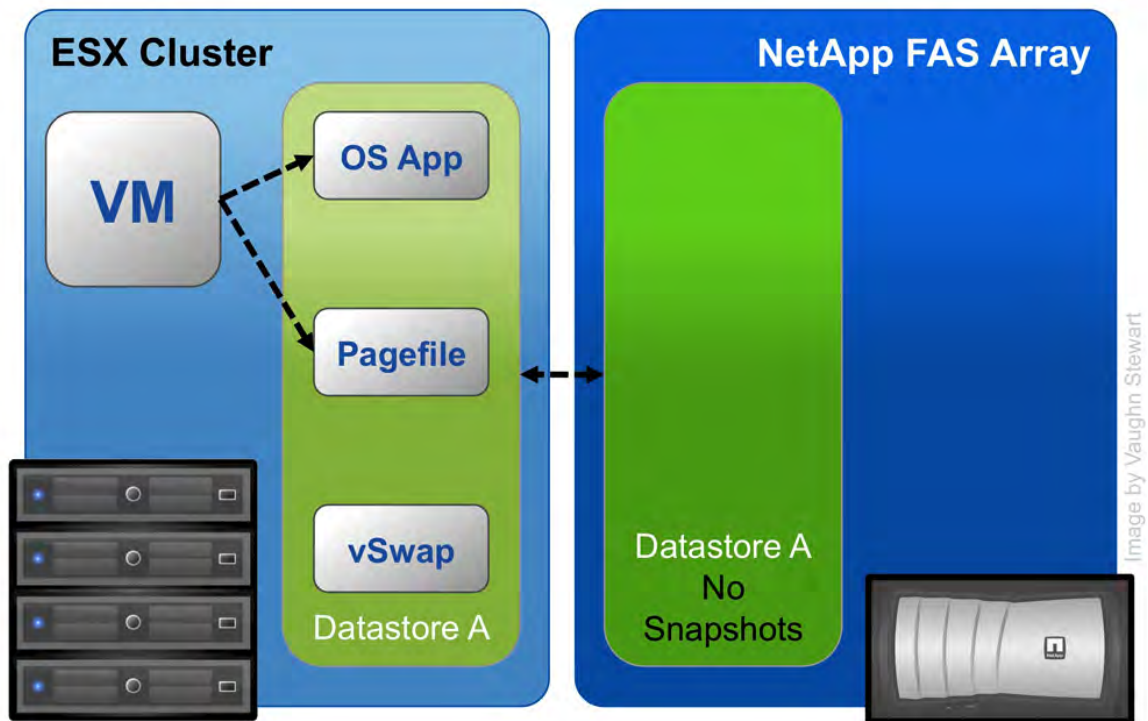 ESX Cluster
VM
OS App
Pagefile
vSwap
Datastore A
NetApp FAS Array
Datastore A
No
Snapshots
Image by Vaughn Stewart